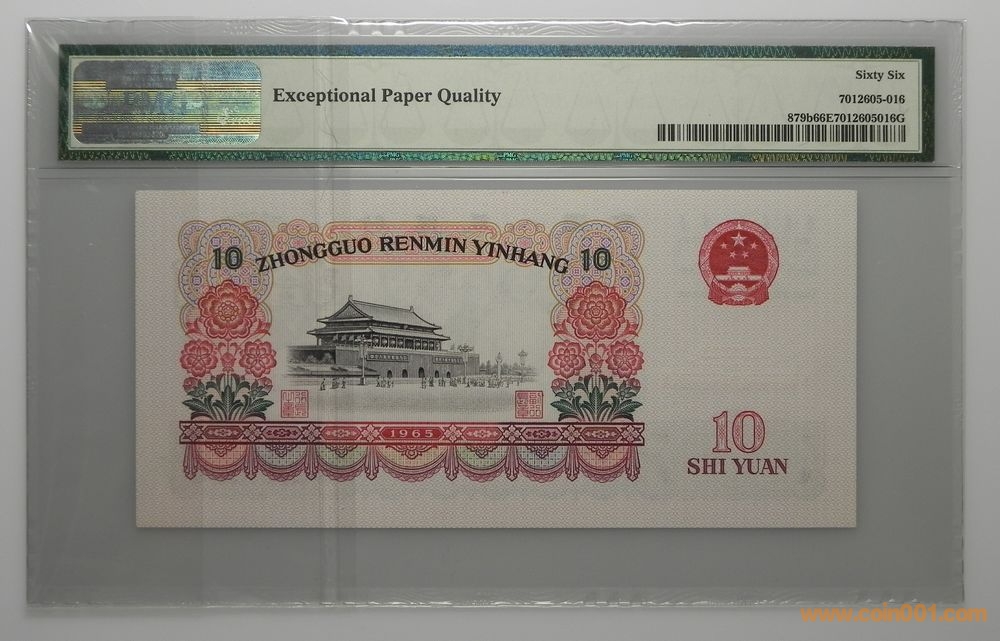 Exceptional Paper Quality
Sixty Six
7012605-016
879b66E7012605016G
PMG
10 ZHONGGUO RENMIN YINHANG 10
1965
10
SHI YUAN
www.coin001.com